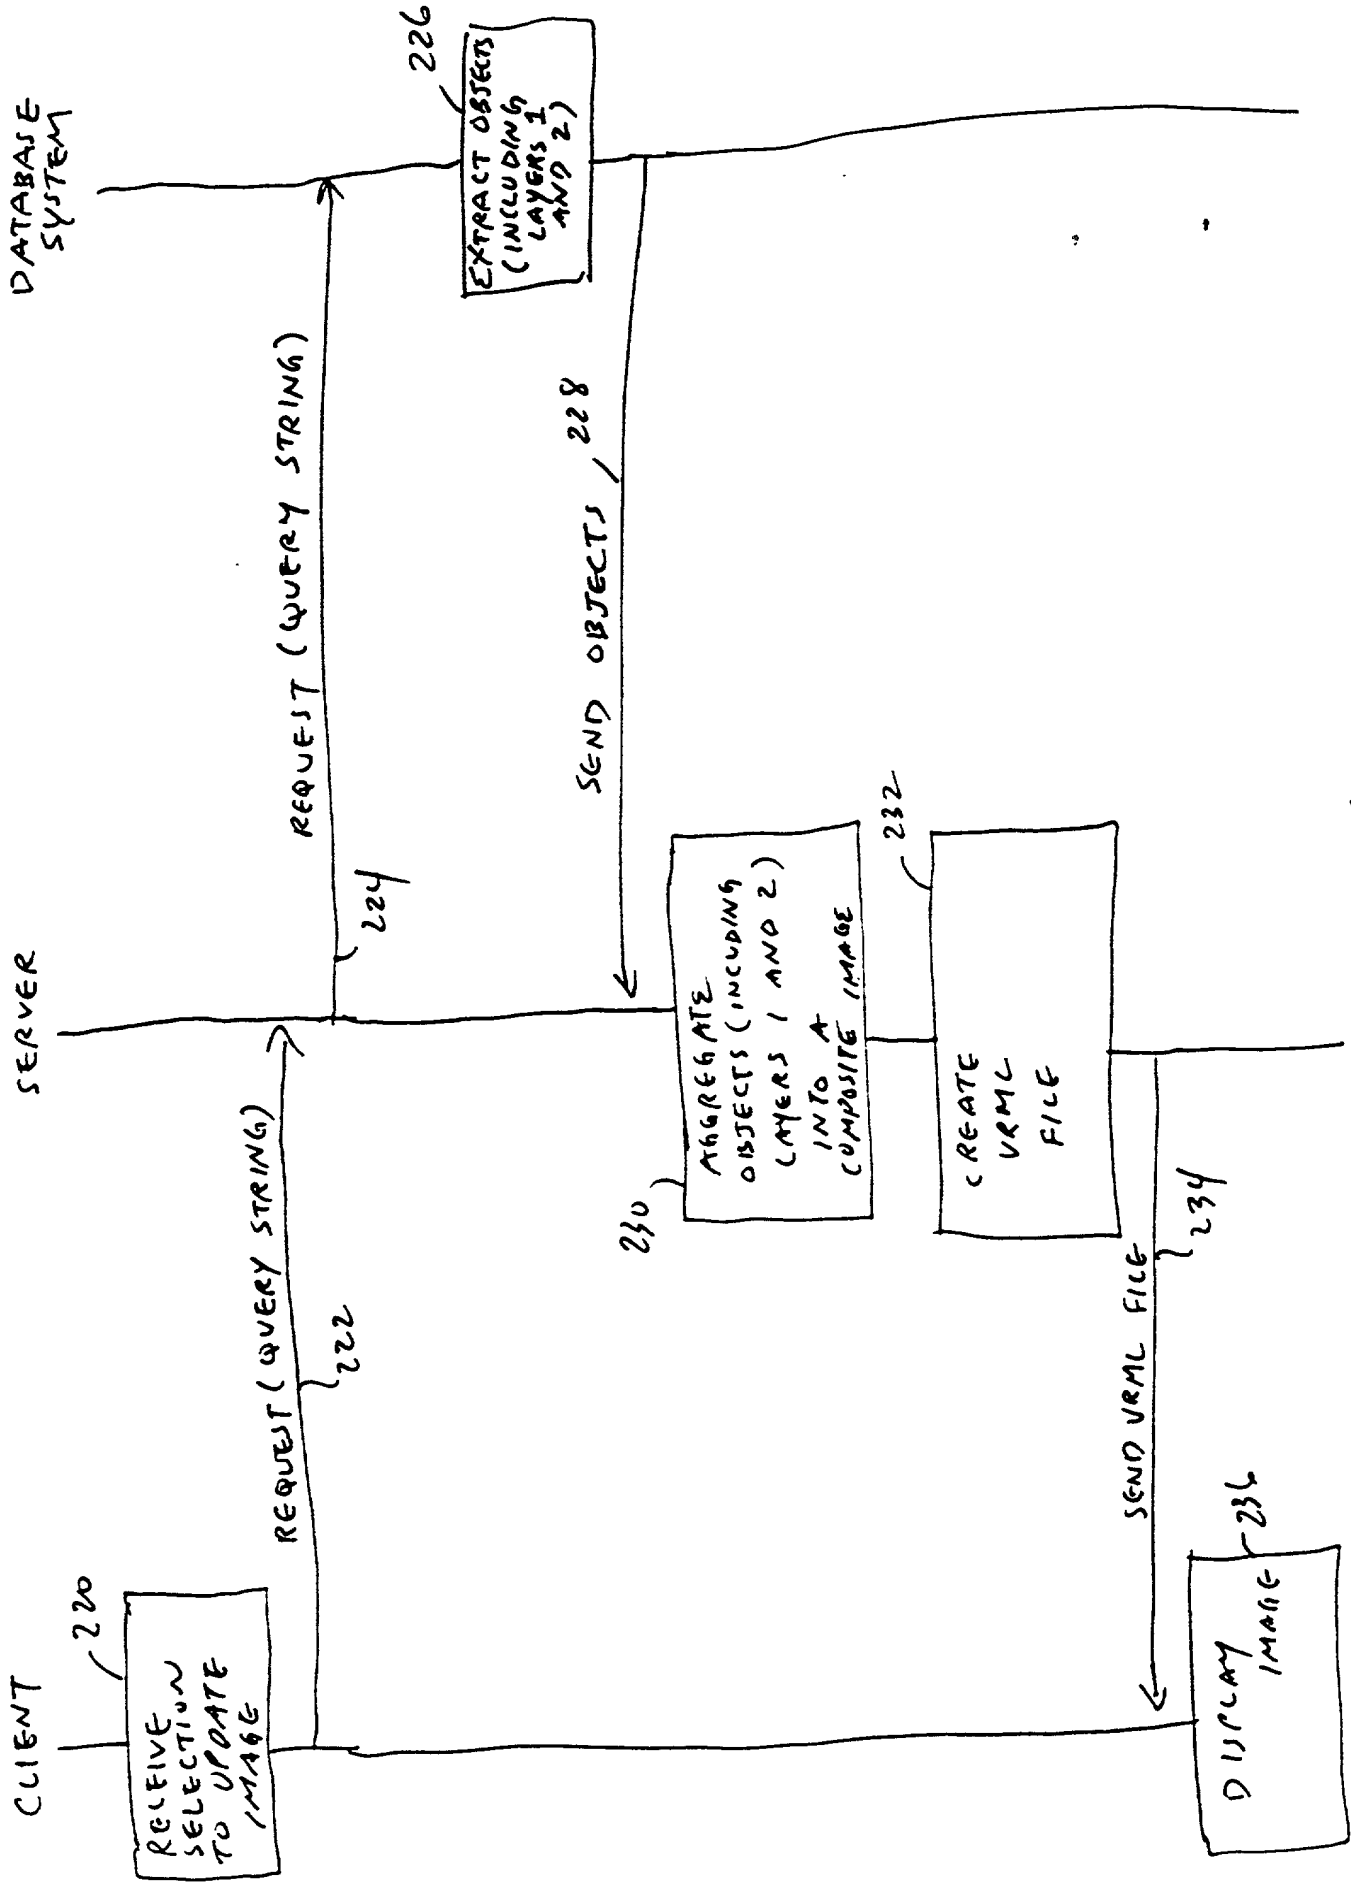 CLIENT
SERVER
DATABASE
SYSTEM
220
RECEIVE
SELECTION
TO UPDATE
IMAGE
REQUEST (QUERY STRING)
222
REQUEST (QUERY STRING)
224
226
EXTRACT OBJECTS
(INCLUDING
LAYERS 1
AND 2)
SEND OBJECTS
228
230
AGGREGATE
OBJECTS (INCLUDING
LAYERS 1 AND 2)
INTO A
COMPOSITE IMAGE
232
CREATE
VRML
FILE
SEND VRML FILE
234
DISPLAY
IMAGE
236